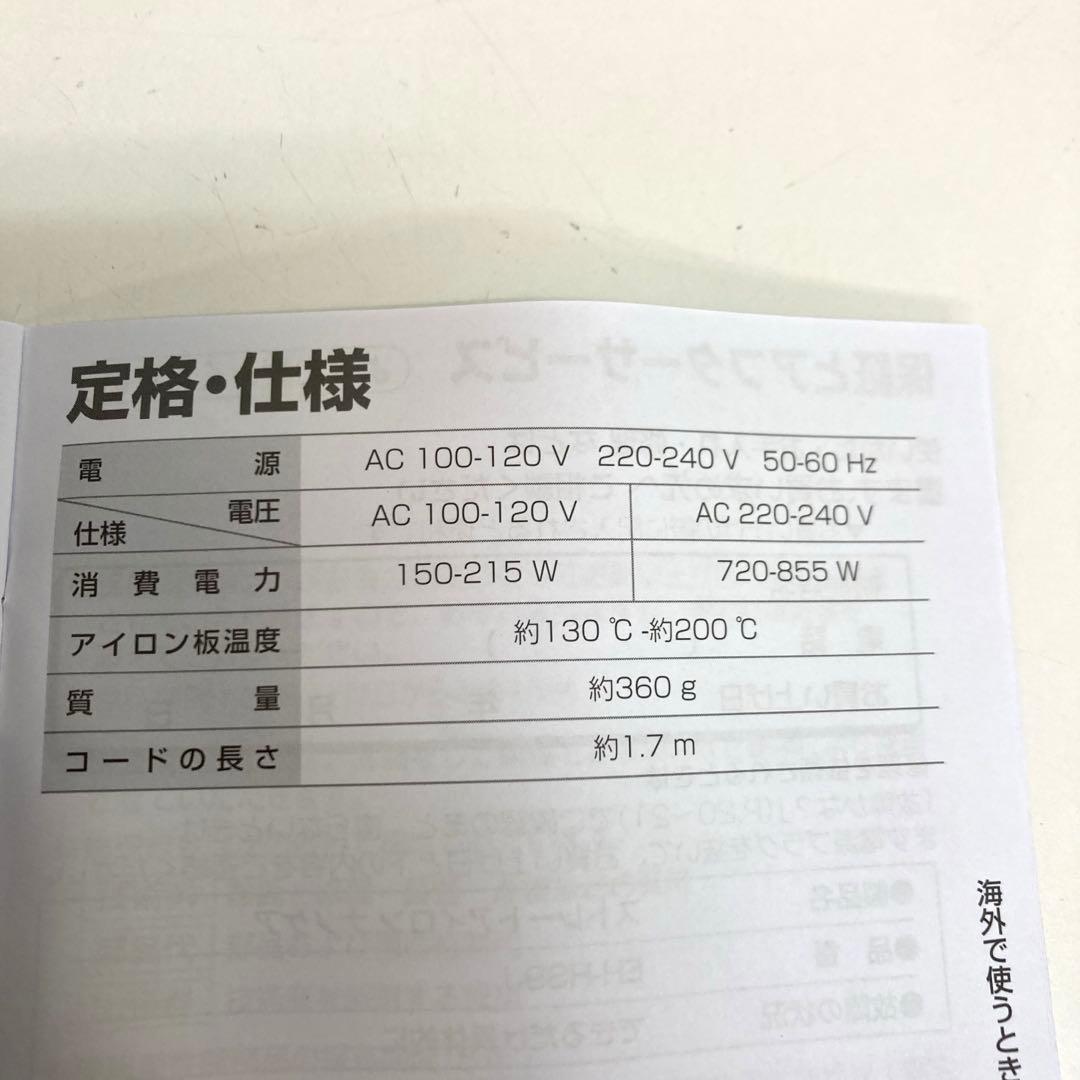 定格・仕様
電源 AC 100-120 V 220-240 V 50-60 Hz
仕様 電圧 AC 100-120 V AC 220-240 V
消費電力 150-215 W 720-855 W
アイロン板温度 約130 ℃ -約200 ℃
質量 約360 g
コードの長さ 約1.7 m
海外で使うとき